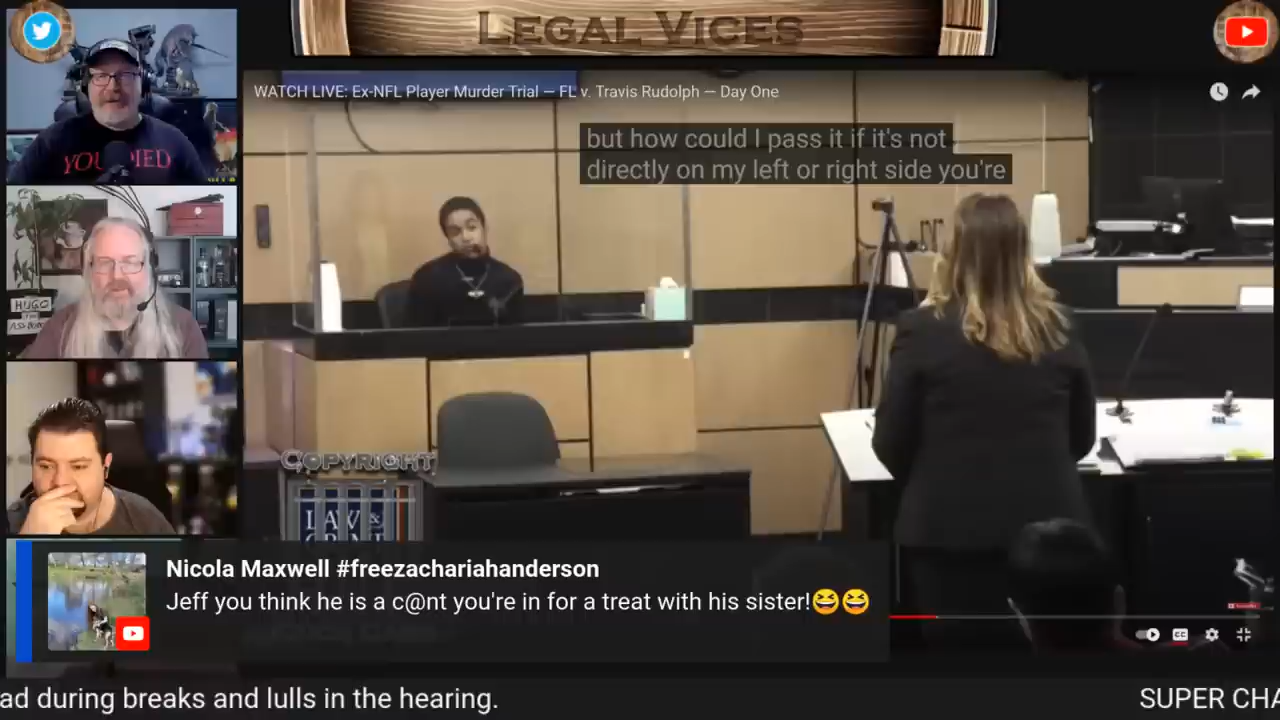 LEGAL VICES
WATCH LIVE: Ex-NFL Player Murder Trial — FL v. Travis Rudolph — Day One
but how could I pass it if it's not
directly on my left or right side you're
YOU DIED
HUGO
COPYRIGHT
LAW &
CRIME
Nicola Maxwell #freezachariahanderson
Jeff you think he is a c@nt you're in for a treat with his sister!😆😆
CC
ad during breaks and lulls in the hearing.
SUPER CHA